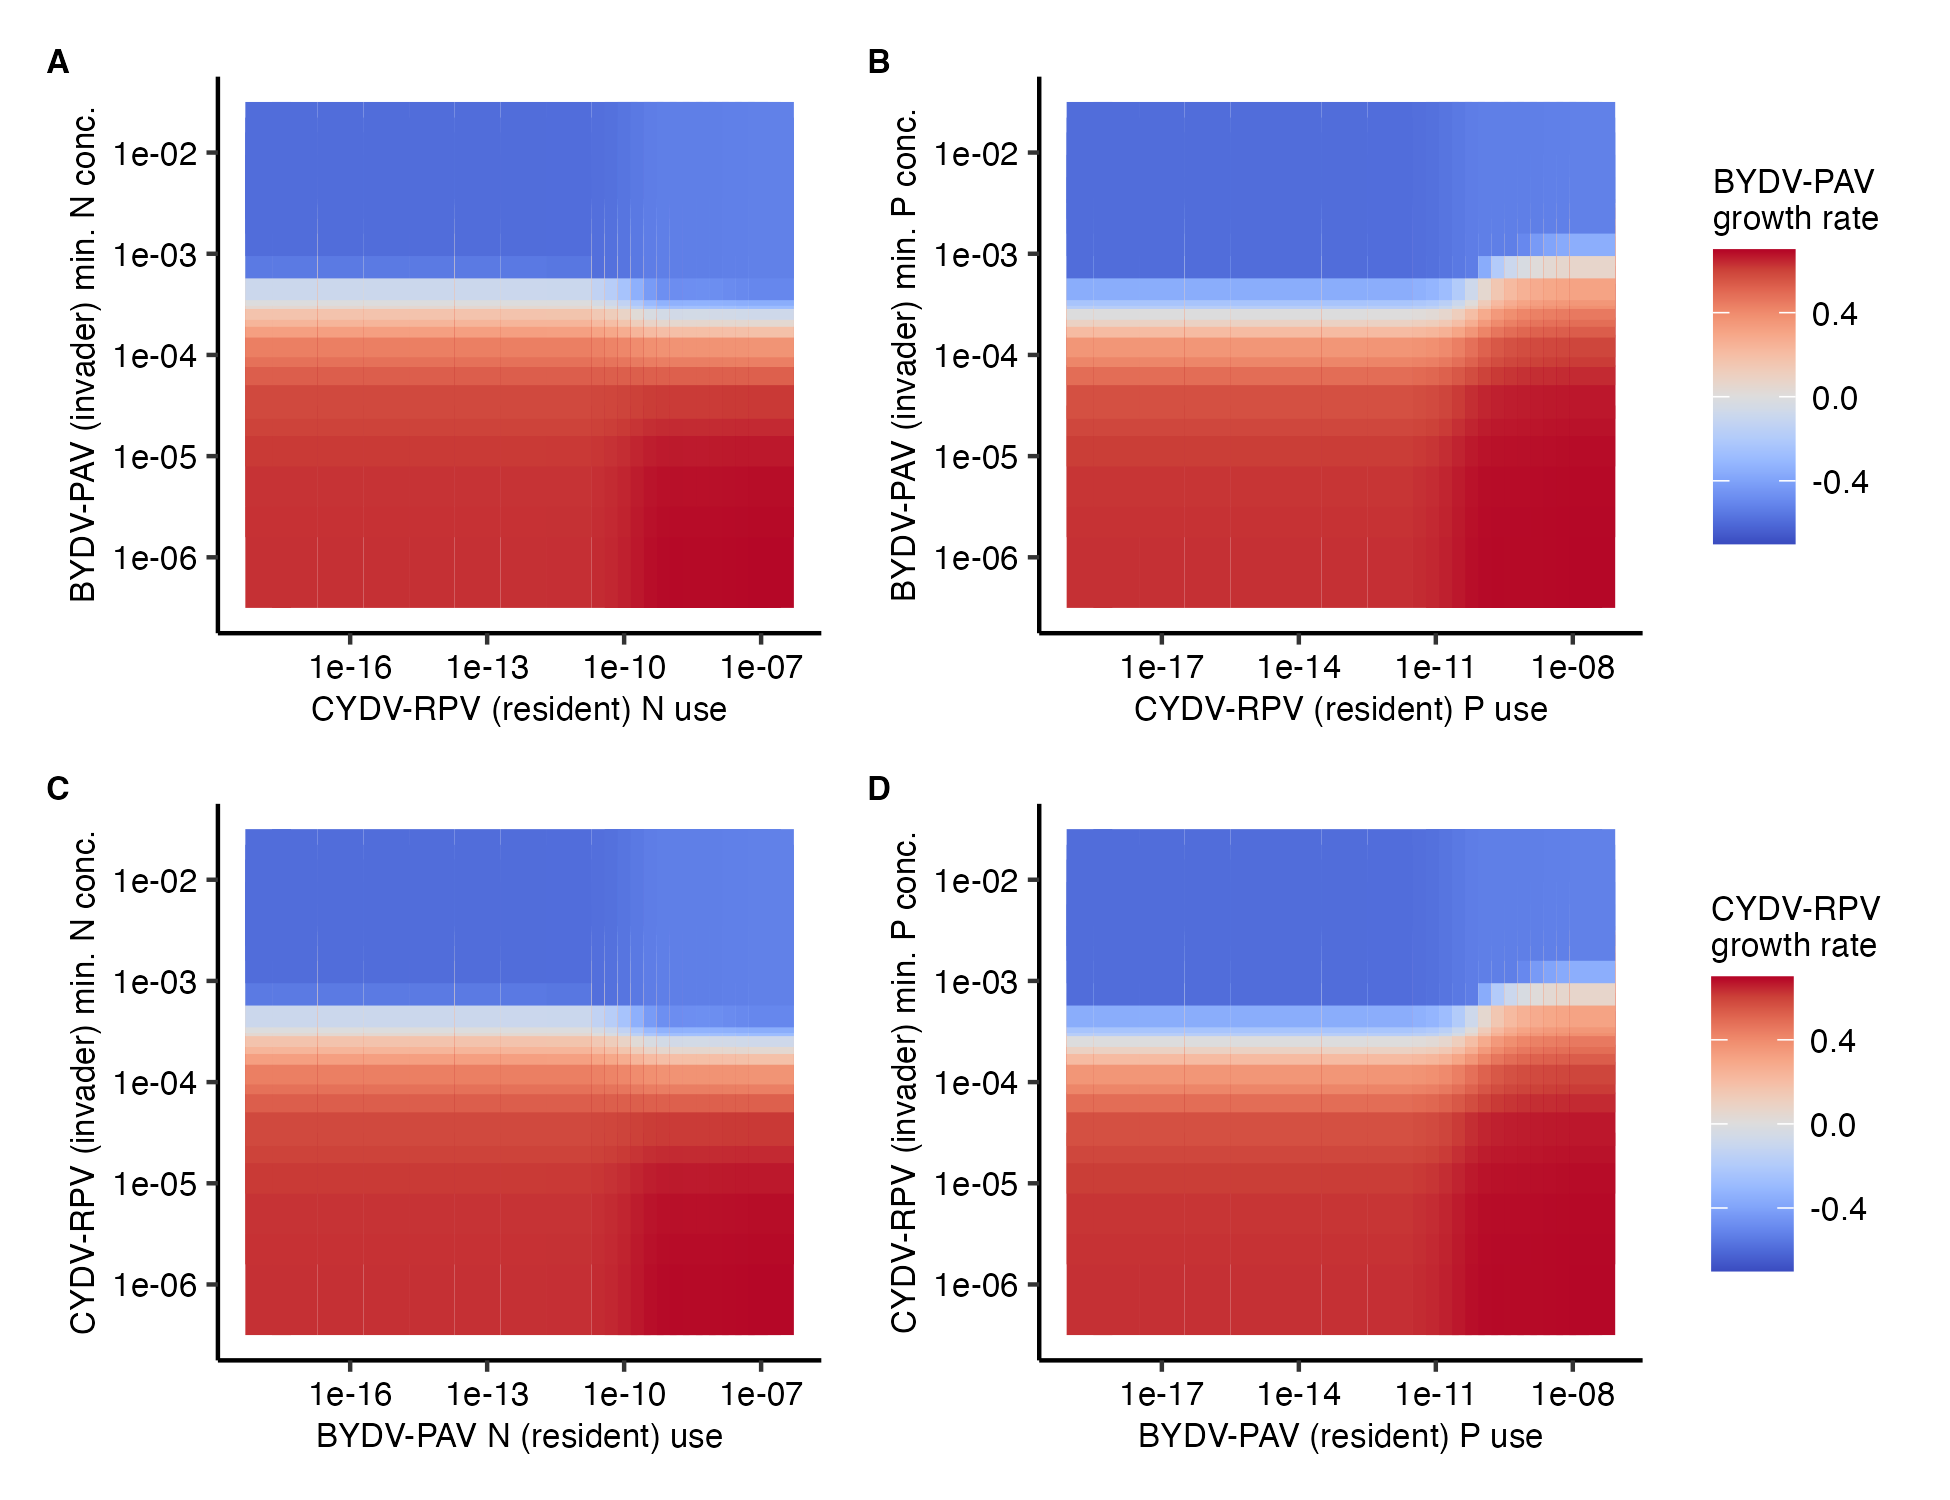 A
BYDV-PAV (invader) min. N conc.
1e-02
1e-03
1e-04
1e-05
1e-06
1e-16
1e-13
1e-10
1e-07
CYDV-RPV (resident) N use
B
BYDV-PAV (invader) min. P conc.
1e-02
1e-03
1e-04
1e-05
1e-06
1e-17
1e-14
1e-11
1e-08
CYDV-RPV (resident) P use
BYDV-PAV
growth rate
0.4
0.0
-0.4
C
CYDV-RPV (invader) min. N conc.
1e-02
1e-03
1e-04
1e-05
1e-06
1e-16
1e-13
1e-10
1e-07
BYDV-PAV N (resident) use
D
CYDV-RPV (invader) min. P conc.
1e-02
1e-03
1e-04
1e-05
1e-06
1e-17
1e-14
1e-11
1e-08
BYDV-PAV (resident) P use
CYDV-RPV
growth rate
0.4
0.0
-0.4